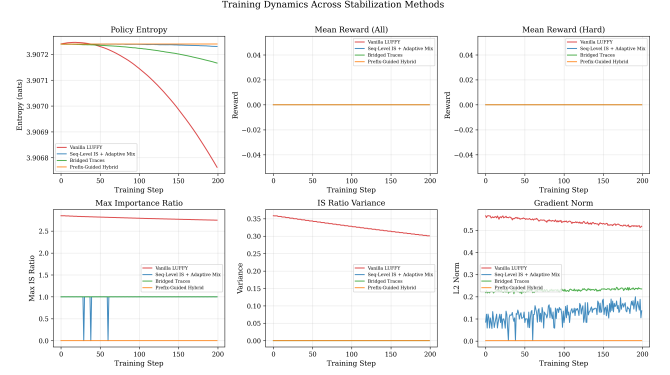 Training Dynamics Across Stabilization Methods
Policy Entropy
Entropy (nats)
3.9072
3.9071
3.9070
3.9069
3.9068
Vanilla LUFFY
Seq-Level IS + Adaptive Mix
Bridged Traces
Prefix-Guided Hybrid
0 50 100 150 200
Training Step
Mean Reward (All)
Reward
0.04
0.02
0.00
−0.02
−0.04
Vanilla LUFFY
Seq-Level IS + Adaptive Mix
Bridged Traces
Prefix-Guided Hybrid
0 50 100 150 200
Training Step
Mean Reward (Hard)
Reward
0.04
0.02
0.00
−0.02
−0.04
Vanilla LUFFY
Seq-Level IS + Adaptive Mix
Bridged Traces
Prefix-Guided Hybrid
0 50 100 150 200
Training Step
Max Importance Ratio
Max IS Ratio
2.5
2.0
1.5
1.0
0.5
0.0
Vanilla LUFFY
Seq-Level IS + Adaptive Mix
Bridged Traces
Prefix-Guided Hybrid
0 50 100 150 200
Training Step
IS Ratio Variance
Variance
0.35
0.30
0.25
0.20
0.15
0.10
0.05
0.00
Vanilla LUFFY
Seq-Level IS + Adaptive Mix
Bridged Traces
Prefix-Guided Hybrid
0 50 100 150 200
Training Step
Gradient Norm
L2 Norm
0.5
0.4
0.3
0.2
0.1
0.0
Vanilla LUFFY
Seq-Level IS + Adaptive Mix
Bridged Traces
Prefix-Guided Hybrid
0 50 100 150 200
Training Step